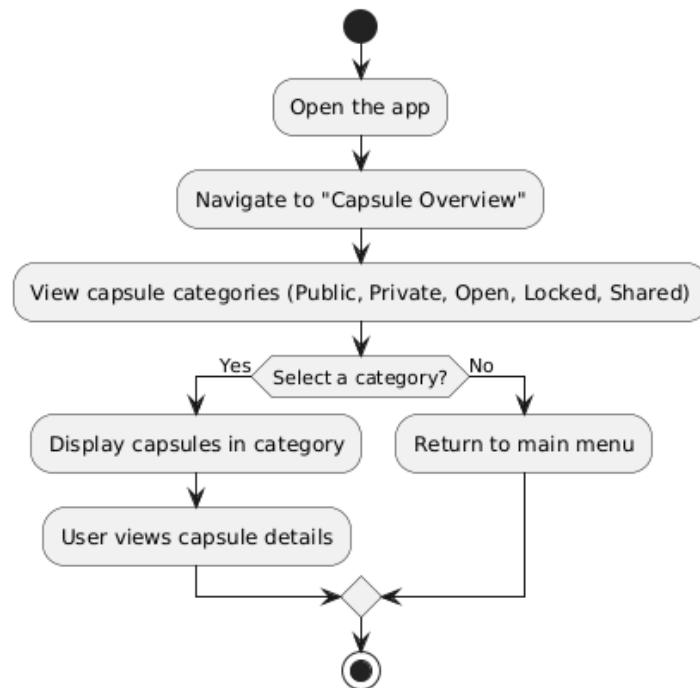 Open the app
Navigate to "Capsule Overview"
View capsule categories (Public, Private, Open, Locked, Shared)
Yes
Select a category?
No
Display capsules in category
Return to main menu
User views capsule details